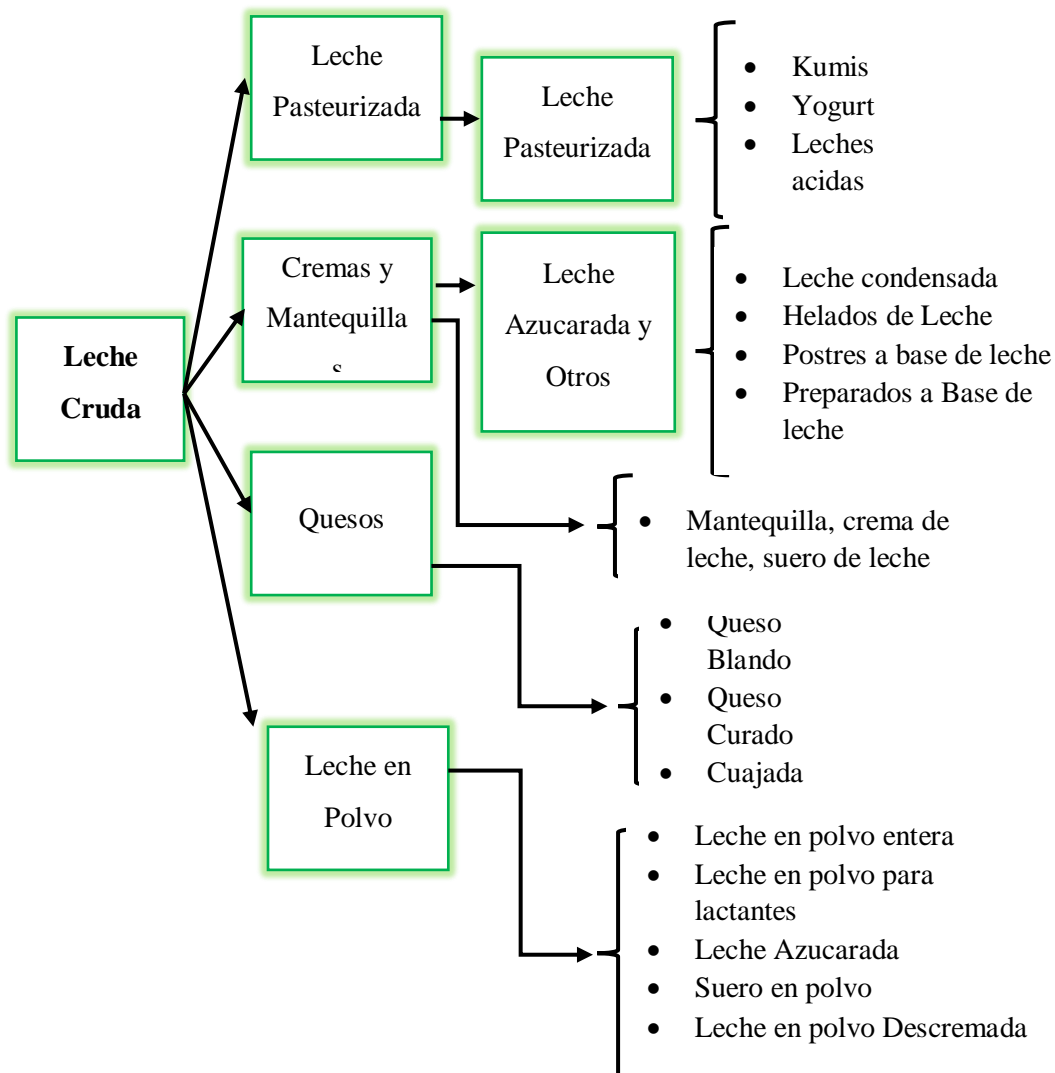 Leche
Pasteurizada
Leche
Pasteurizada
• Kumis
• Yogurt
• Leches
acidas
Cremas y
Mantequilla
s
Leche
Azucarada y
Otros
• Leche condensada
• Helados de Leche
• Postres a base de leche
• Preparados a Base de
leche
Leche
Cruda
Quesos
• Mantequilla, crema de
leche, suero de leche
• Queso
Blando
• Queso
Curado
• Cuajada
Leche en
Polvo
• Leche en polvo entera
• Leche en polvo para
lactantes
• Leche Azucarada
• Suero en polvo
• Leche en polvo Descremada